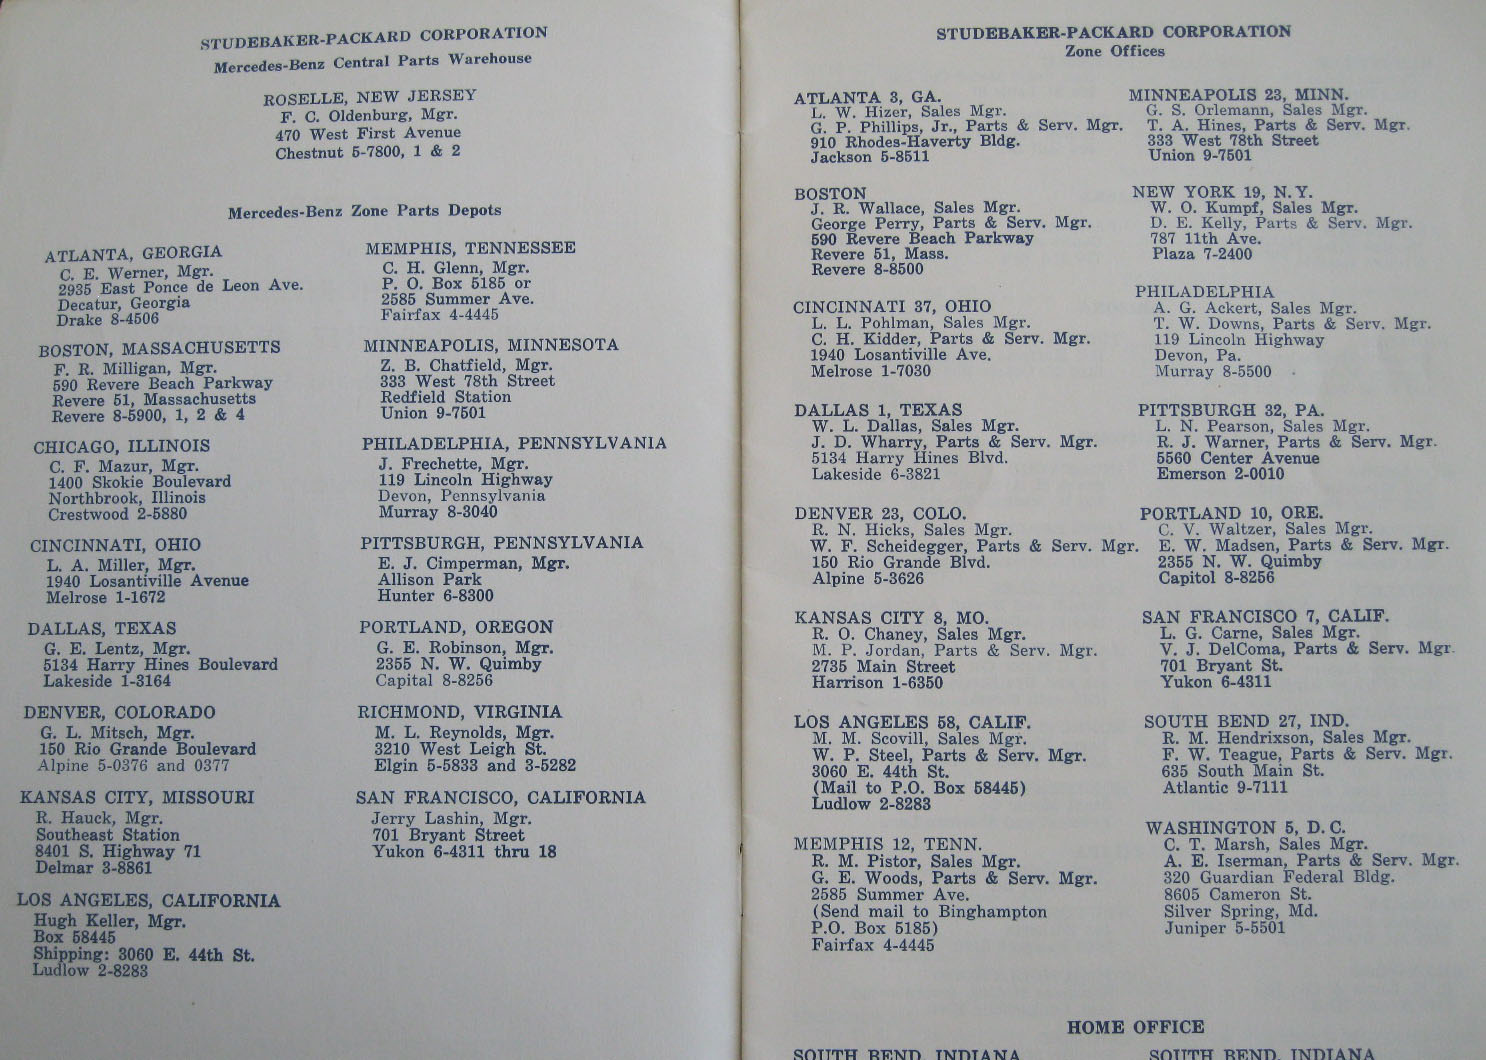 STUDEBAKER-PACKARD CORPORATION
Mercedes-Benz Central Parts Warehouse
ROSELLE, NEW JERSEY
F. C. Oldenburg, Mgr.
470 West First Avenue
Chestnut 5-7800, 1 & 2
Mercedes-Benz Zone Parts Depots
ATLANTA, GEORGIA
C. E. Werner, Mgr.
2935 East Ponce de Leon Ave.
Decatur, Georgia
Drake 8-4506
BOSTON, MASSACHUSETTS
F. R. Milligan, Mgr.
590 Revere Beach Parkway
Revere 51, Massachusetts
Revere 8-5900, 1, 2 & 4
CHICAGO, ILLINOIS
C. F. Mazur, Mgr.
1400 Skokie Boulevard
Northbrook, Illinois
Crestwood 2-5880
CINCINNATI, OHIO
L. A. Miller, Mgr.
1940 Losantiville Avenue
Melrose 1-1672
DALLAS, TEXAS
G. E. Lentz, Mgr.
5134 Harry Hines Boulevard
Lakeside 1-3164
DENVER, COLORADO
G. L. Mitsch, Mgr.
150 Rio Grande Boulevard
Alpine 5-0376 and 0377
KANSAS CITY, MISSOURI
R. Hauck, Mgr.
Southeast Station
8401 S. Highway 71
Delmar 3-8861
LOS ANGELES, CALIFORNIA
Hugh Keller, Mgr.
Box 58445
Shipping: 3060 E. 44th St.
Ludlow 2-8283
MEMPHIS, TENNESSEE
C. H. Glenn, Mgr.
P. O. Box 5185 or
2585 Summer Ave.
Fairfax 4-4445
MINNEAPOLIS, MINNESOTA
Z. B. Chatfield, Mgr.
333 West 78th Street
Redfield Station
Union 9-7501
PHILADELPHIA, PENNSYLVANIA
J. Frechette, Mgr.
119 Lincoln Highway
Devon, Pennsylvania
Murray 8-3040
PITTSBURGH, PENNSYLVANIA
E. J. Cimperman, Mgr.
Allison Park
Hunter 6-8300
PORTLAND, OREGON
G. E. Robinson, Mgr.
2355 N. W. Quimby
Capital 8-8256
RICHMOND, VIRGINIA
M. L. Reynolds, Mgr.
3210 West Leigh St.
Elgin 5-5833 and 3-5282
SAN FRANCISCO, CALIFORNIA
Jerry Lashin, Mgr.
701 Bryant Street
Yukon 6-4311 thru 18
STUDEBAKER-PACKARD CORPORATION
Zone Offices
ATLANTA 3, GA.
L. W. Hizer, Sales Mgr.
G. P. Phillips, Jr., Parts & Serv. Mgr.
910 Rhodes-Haverty Bldg.
Jackson 5-8511
BOSTON
J. R. Wallace, Sales Mgr.
George Perry, Parts & Serv. Mgr.
590 Revere Beach Parkway
Revere 51, Mass.
Revere 8-8500
CINCINNATI 37, OHIO
L. L. Pohlman, Sales Mgr.
C. H. Kidder, Parts & Serv. Mgr.
1940 Losantiville Ave.
Melrose 1-7030
DALLAS 1, TEXAS
W. L. Dallas, Sales Mgr.
J. D. Wharry, Parts & Serv. Mgr.
5134 Harry Hines Blvd.
Lakeside 6-3821
DENVER 23, COLO.
R. N. Hicks, Sales Mgr.
W. F. Scheidegger, Parts & Serv. Mgr.
150 Rio Grande Blvd.
Alpine 5-3626
KANSAS CITY 8, MO.
R. O. Chaney, Sales Mgr.
M. P. Jordan, Parts & Serv. Mgr.
2735 Main Street
Harrison 1-6350
LOS ANGELES 58, CALIF.
M. M. Scovill, Sales Mgr.
W. P. Steel, Parts & Serv. Mgr.
3060 E. 44th St.
(Mail to P.O. Box 58445)
Ludlow 2-8283
MEMPHIS 12, TENN.
R. M. Pistor, Sales Mgr.
G. E. Woods, Parts & Serv. Mgr.
2585 Summer Ave.
(Send mail to Binghampton
P.O. Box 5185)
Fairfax 4-4445
MINNEAPOLIS 23, MINN.
G. S. Orlemann, Sales Mgr.
T. A. Hines, Parts & Serv. Mgr.
333 West 78th Street
Union 9-7501
NEW YORK 19, N.Y.
W. O. Kumpf, Sales Mgr.
D. E. Kelly, Parts & Serv. Mgr.
787 11th Ave.
Plaza 7-2400
PHILADELPHIA
A. G. Ackert, Sales Mgr.
T. W. Downs, Parts & Serv. Mgr.
119 Lincoln Highway
Devon, Pa.
Murray 8-5500
PITTSBURGH 32, PA.
L. N. Pearson, Sales Mgr.
R. J. Warner, Parts & Serv. Mgr.
5560 Center Avenue
Emerson 2-0010
PORTLAND 10, ORE.
C. V. Waltzer, Sales Mgr.
E. W. Madsen, Parts & Serv. Mgr.
2355 N. W. Quimby
Capitol 8-8256
SAN FRANCISCO 7, CALIF.
L. G. Carne, Sales Mgr.
V. J. DelComa, Parts & Serv. Mgr.
701 Bryant St.
Yukon 6-4311
SOUTH BEND 27, IND.
R. M. Hendrixson, Sales Mgr.
F. W. Teague, Parts & Serv. Mgr.
635 South Main St.
Atlantic 9-7111
WASHINGTON 5, D. C.
C. T. Marsh, Sales Mgr.
A. E. Iserman, Parts & Serv. Mgr.
320 Guardian Federal Bldg.
8605 Cameron St.
Silver Spring, Md.
Juniper 5-5501
HOME OFFICE
SOUTH BEND, INDIANA
SOUTH BEND, INDIANA